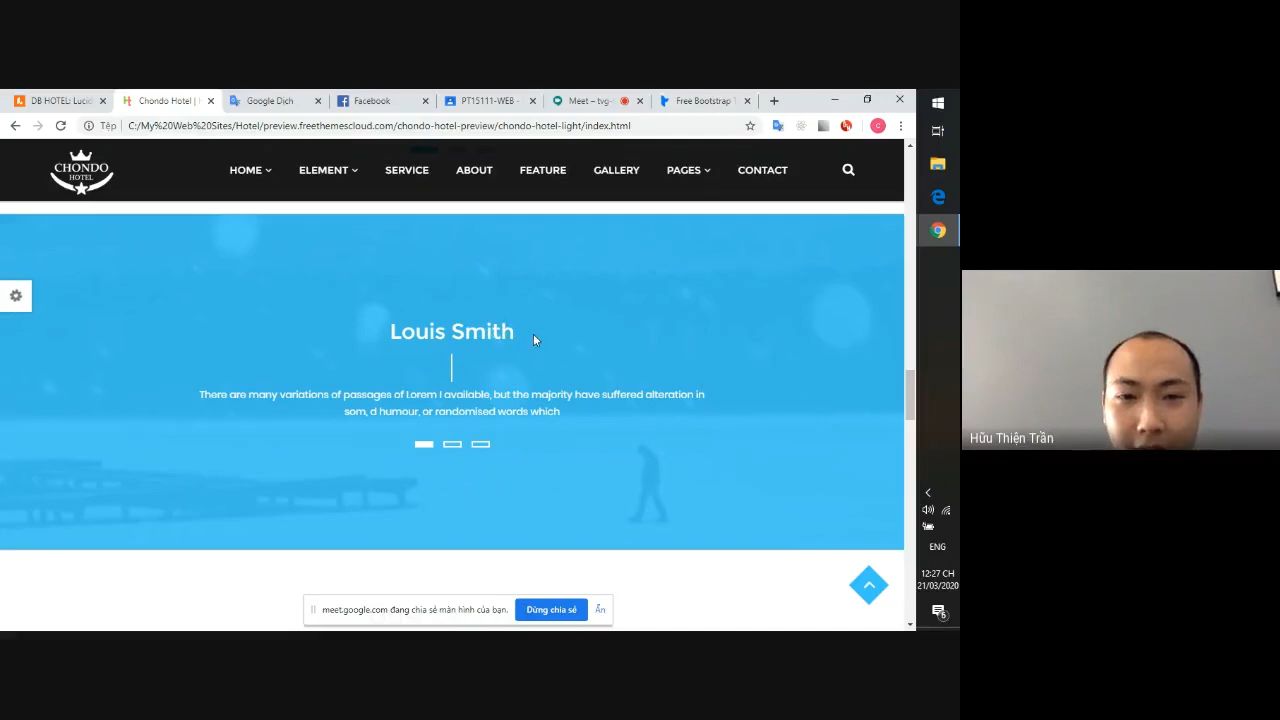 DB HOTEL: Lucid
Chondo Hotel |
Google Dịch
Facebook
PT15111-WEB -
Meet – tvg-
Free Bootstrap T
Tệp
C:/My%20Web%20Sites/Hotel/preview.freethemescloud.com/chondo-hotel-preview/chondo-hotel-light/index.html
CHONDO
HOTEL
HOME
ELEMENT
SERVICE
ABOUT
FEATURE
GALLERY
PAGES
CONTACT
Louis Smith
There are many variations of passages of Lorem I available, but the majority have suffered alteration in
som, d humour, or randomised words which
meet.google.com đang chia sẻ màn hình của bạn.
Dừng chia sẻ
Ẩn
ENG
12:27 CH
21/03/2020
Hữu Thiện Trần